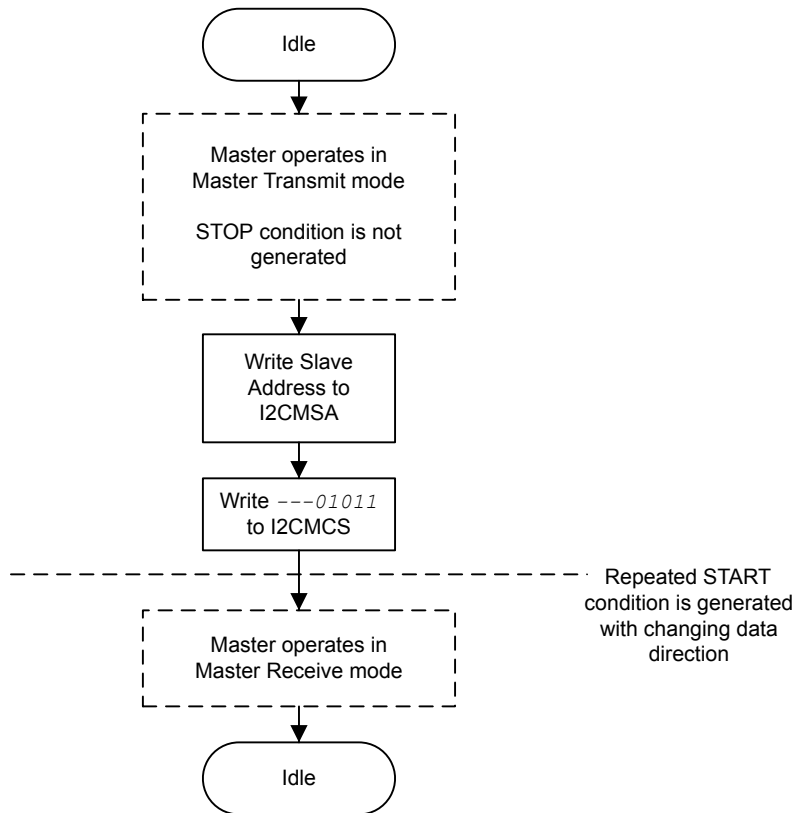 Idle
Master operates in
Master Transmit mode
STOP condition is not
generated
Write Slave
Address to
I2CMSA
Write ---01011
to I2CMCS
Repeated START
condition is generated
with changing data
direction
Master operates in
Master Receive mode
Idle